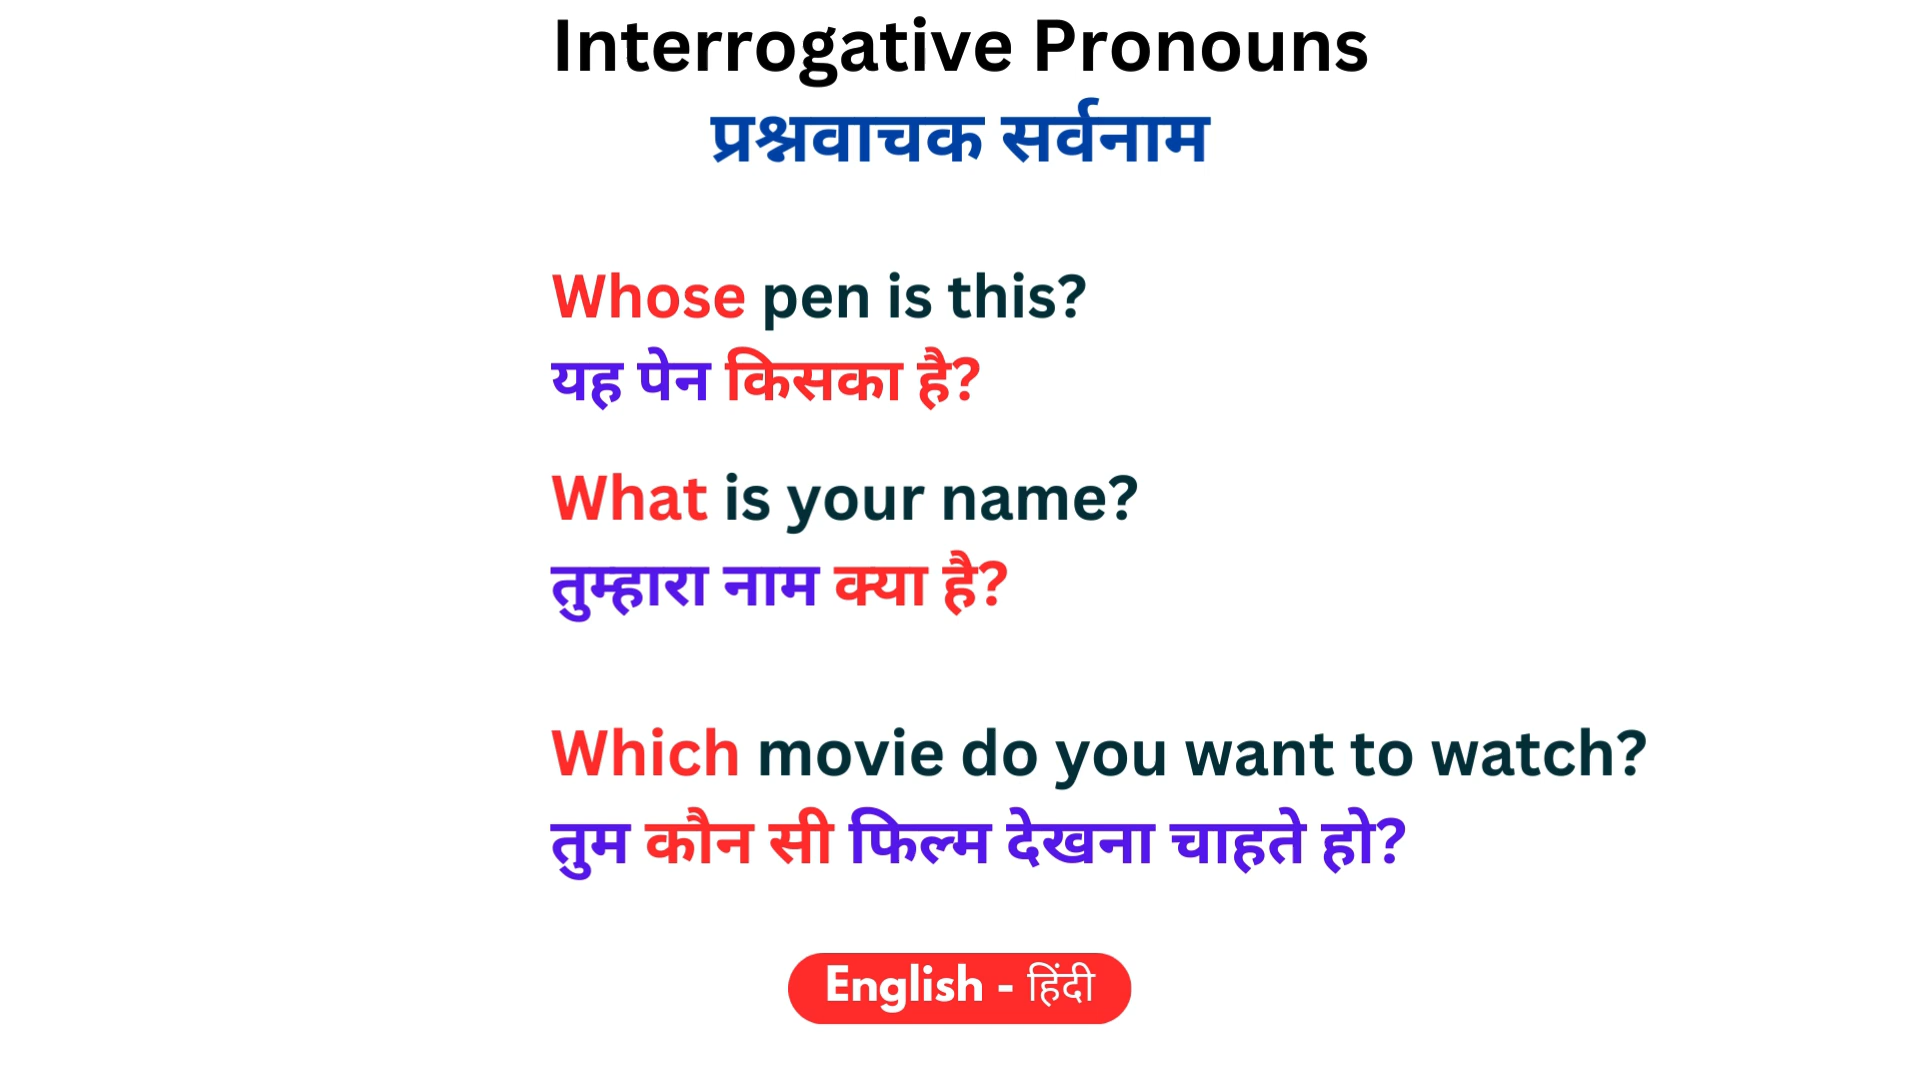 Interrogative Pronouns
प्रश्नवाचक सर्वनाम
Whose pen is this?
यह पेन किसका है?
What is your name?
तुम्हारा नाम क्या है?
Which movie do you want to watch?
तुम कौन सी फिल्म देखना चाहते हो?
English - हिंदी